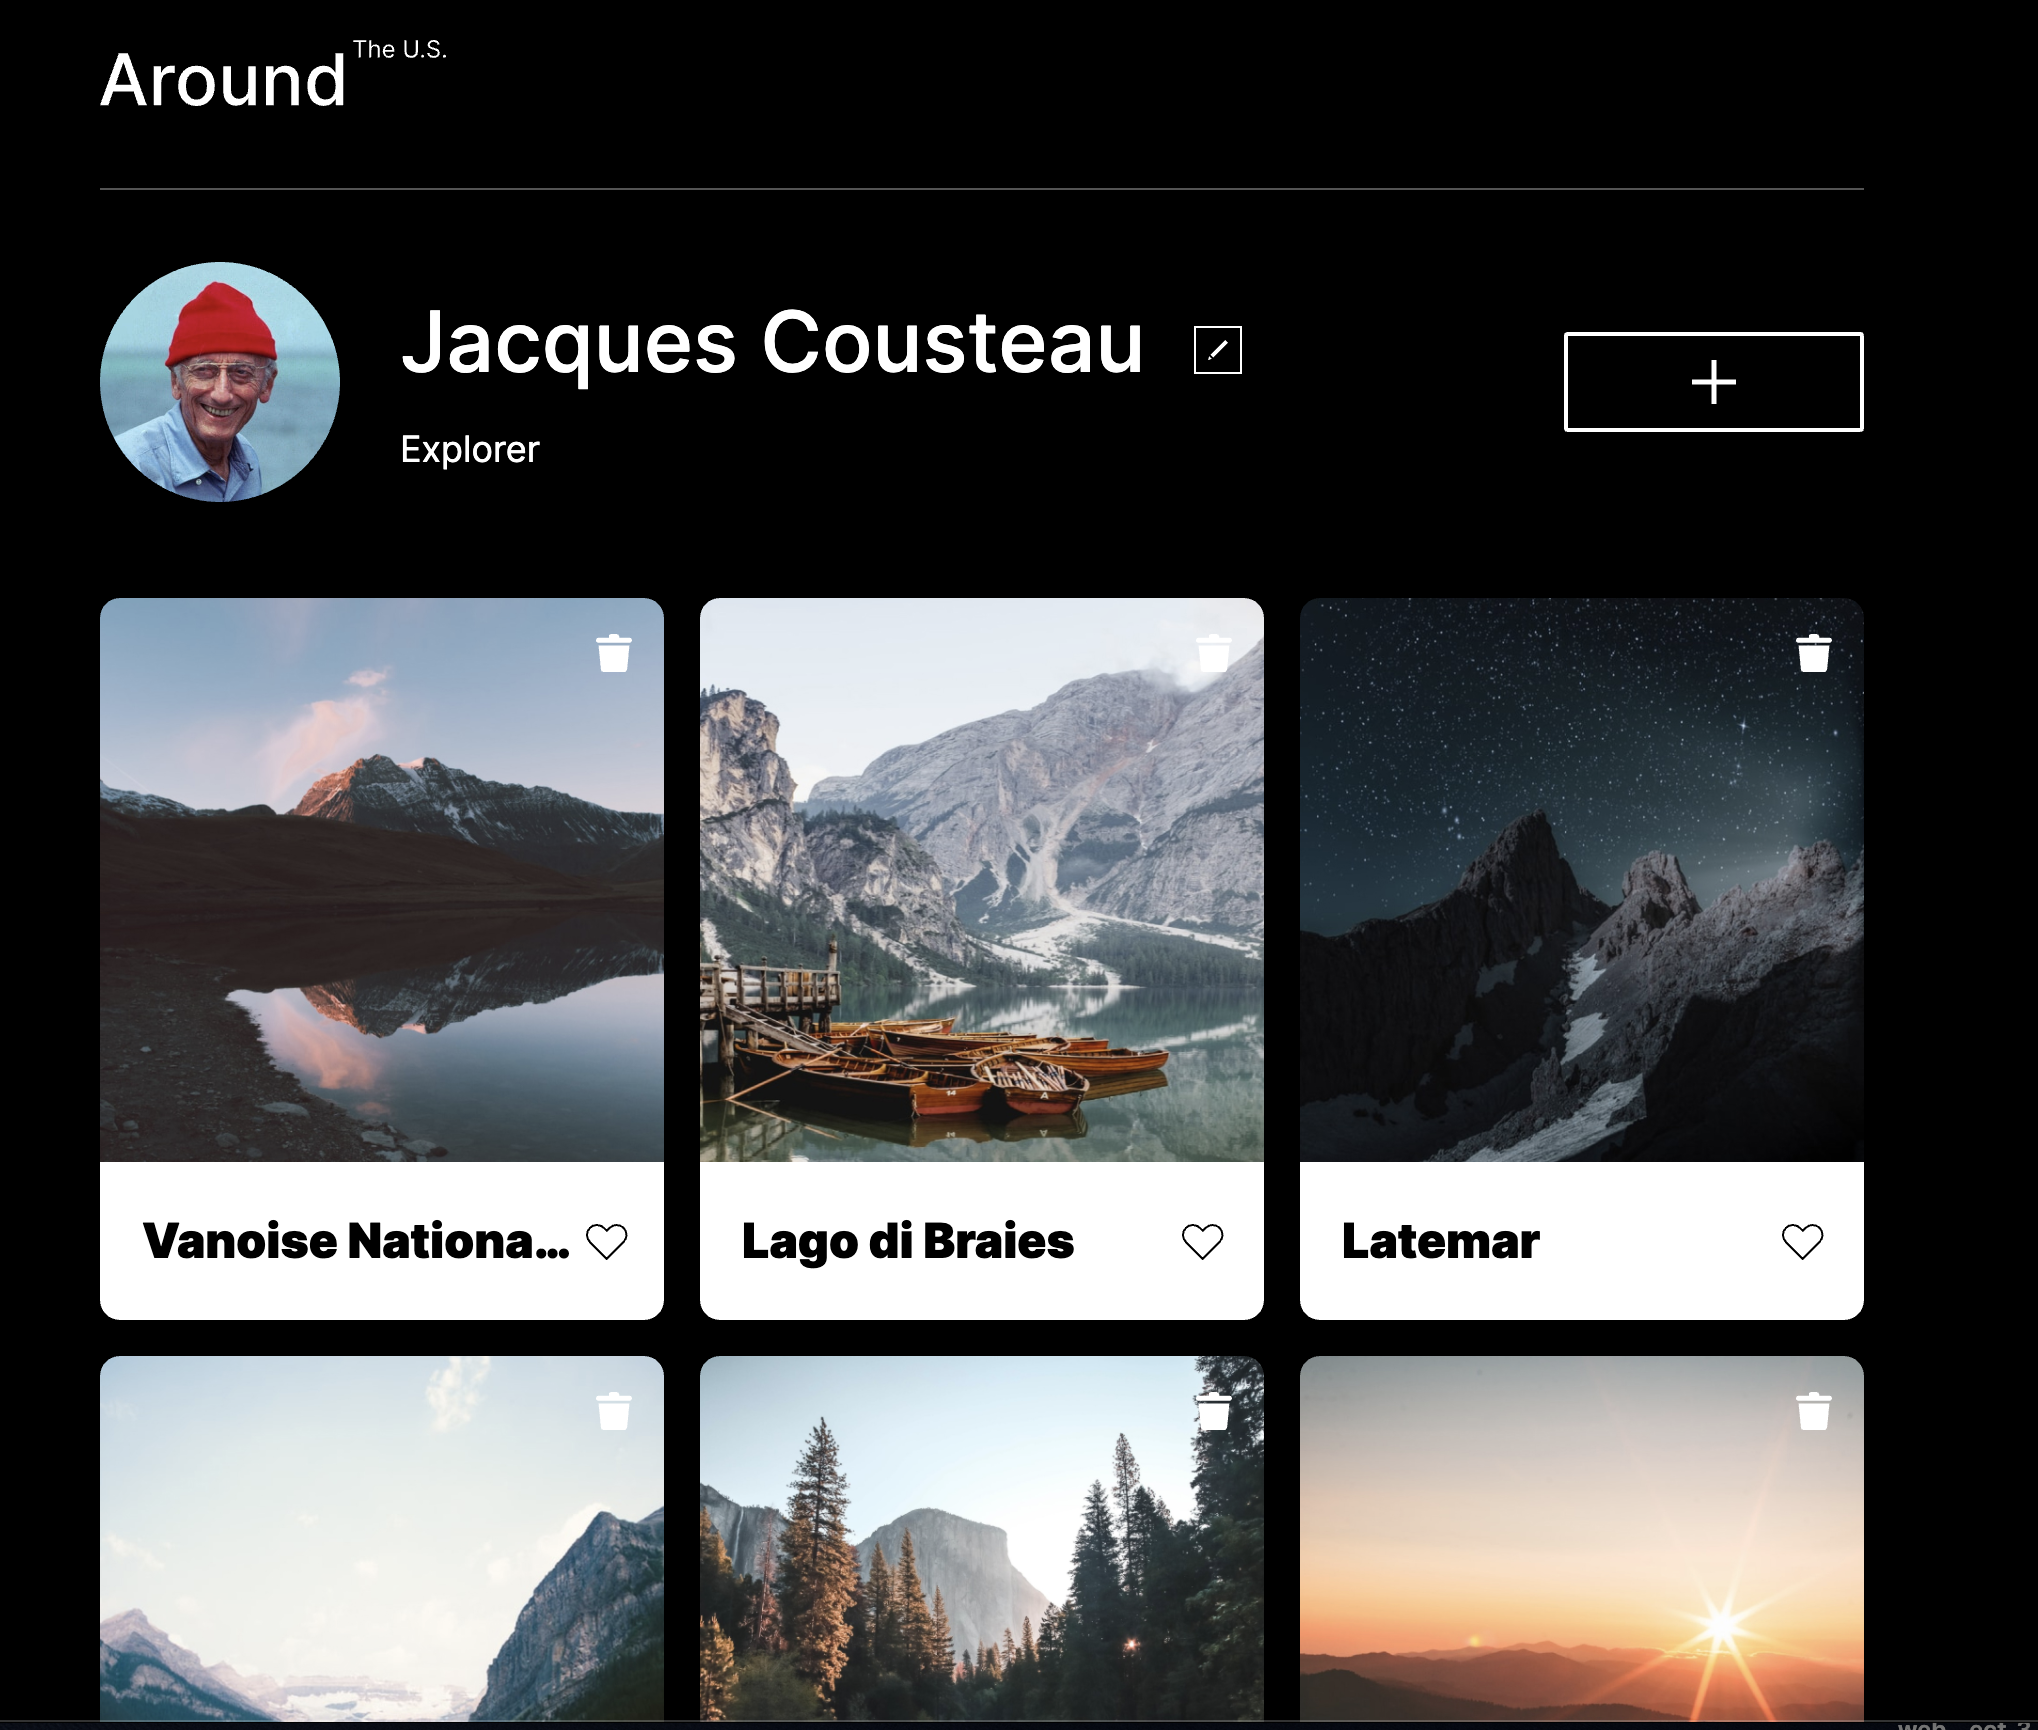 Around The U.S.
Jacques Cousteau
Explorer
Vanoise Nationa...
Lago di Braies
Latemar